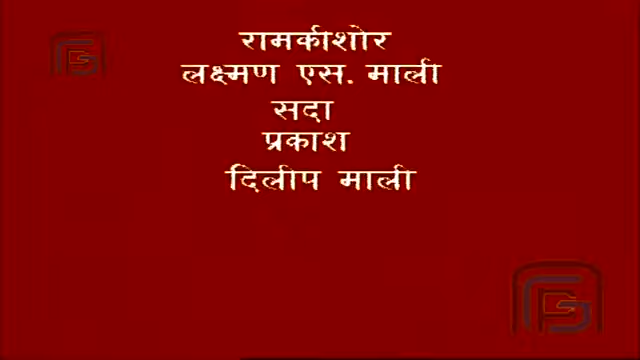 रामकीशोर
लक्ष्मण एस. माली
सदा
प्रकाश
दिलीप माली